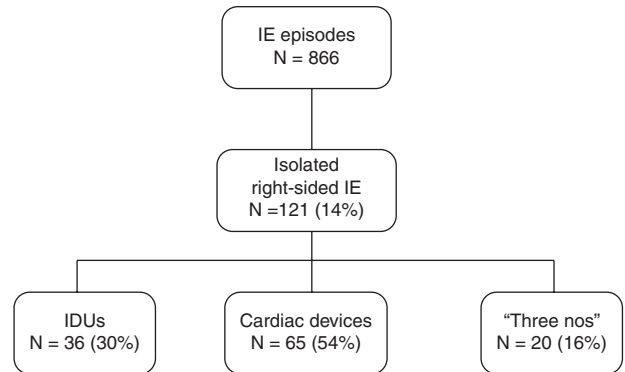 IE episodes
N = 866
Isolated
right-sided IE
N =121 (14%)
IDUs
N = 36 (30%)
Cardiac devices
N = 65 (54%)
“Three nos”
N = 20 (16%)